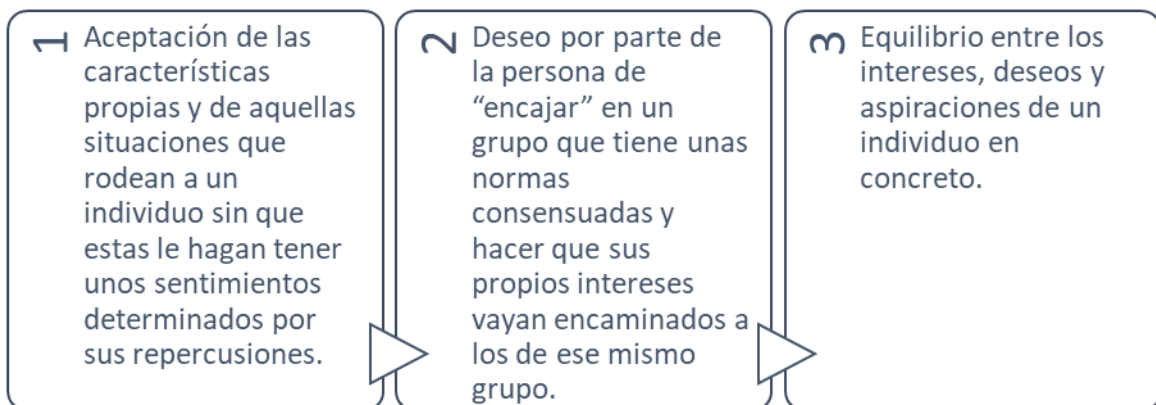 1
Aceptación de las
características
propias y de aquellas
situaciones que
rodean a un
individuo sin que
estas le hagan tener
unos sentimientos
determinados por
sus repercusiones.
2
Deseo por parte de
la persona de
“encajar” en un
grupo que tiene unas
normas
consensuadas y
hacer que sus
propios intereses
vayan encaminados a
los de ese mismo
grupo.
3
Equilibrio entre los
intereses, deseos y
aspiraciones de un
individuo en
concreto.